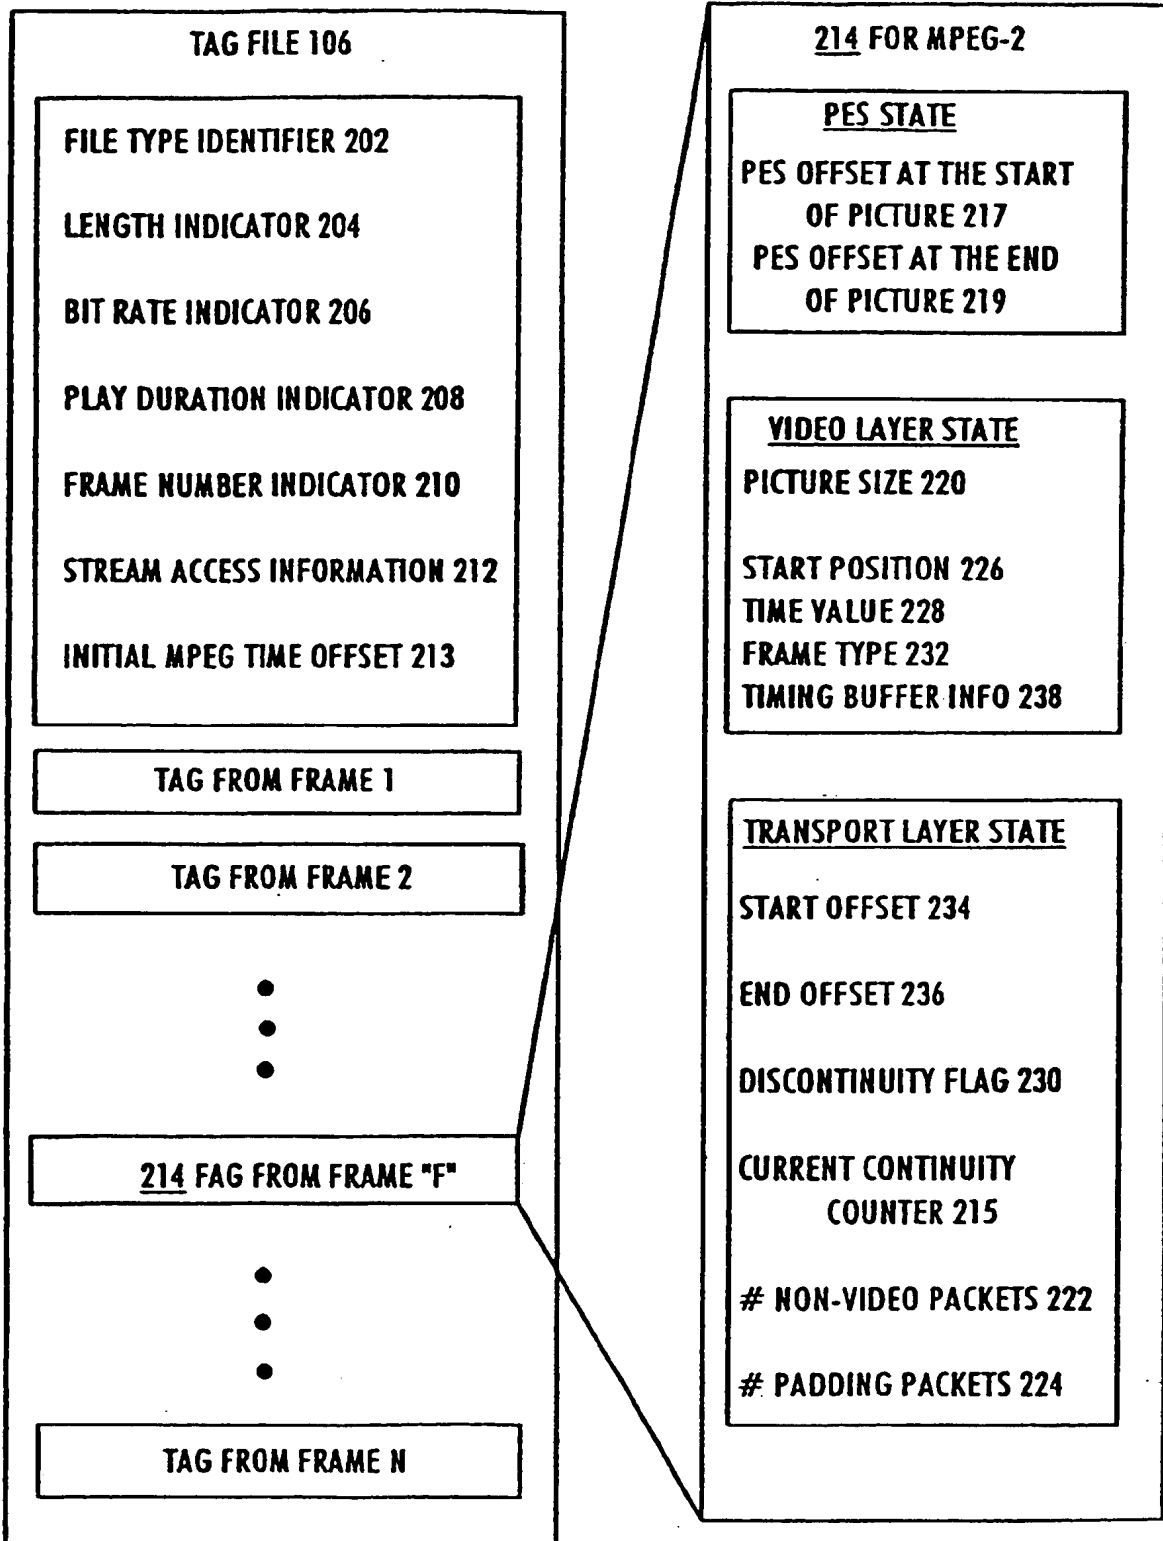 TAG FILE 106
FILE TYPE IDENTIFIER 202
LENGTH INDICATOR 204
BIT RATE INDICATOR 206
PLAY DURATION INDICATOR 208
FRAME NUMBER INDICATOR 210
STREAM ACCESS INFORMATION 212
INITIAL MPEG TIME OFFSET 213
TAG FROM FRAME 1
TAG FROM FRAME 2
214 FAG FROM FRAME "F"
TAG FROM FRAME N
214 FOR MPEG-2
PES STATE
PES OFFSET AT THE START
OF PICTURE 217
PES OFFSET AT THE END
OF PICTURE 219
VIDEO LAYER STATE
PICTURE SIZE 220
START POSITION 226
TIME VALUE 228
FRAME TYPE 232
TIMING BUFFER INFO 238
TRANSPORT LAYER STATE
START OFFSET 234
END OFFSET 236
DISCONTINUITY FLAG 230
CURRENT CONTINUITY
COUNTER 215
# NON-VIDEO PACKETS 222
# PADDING PACKETS 224